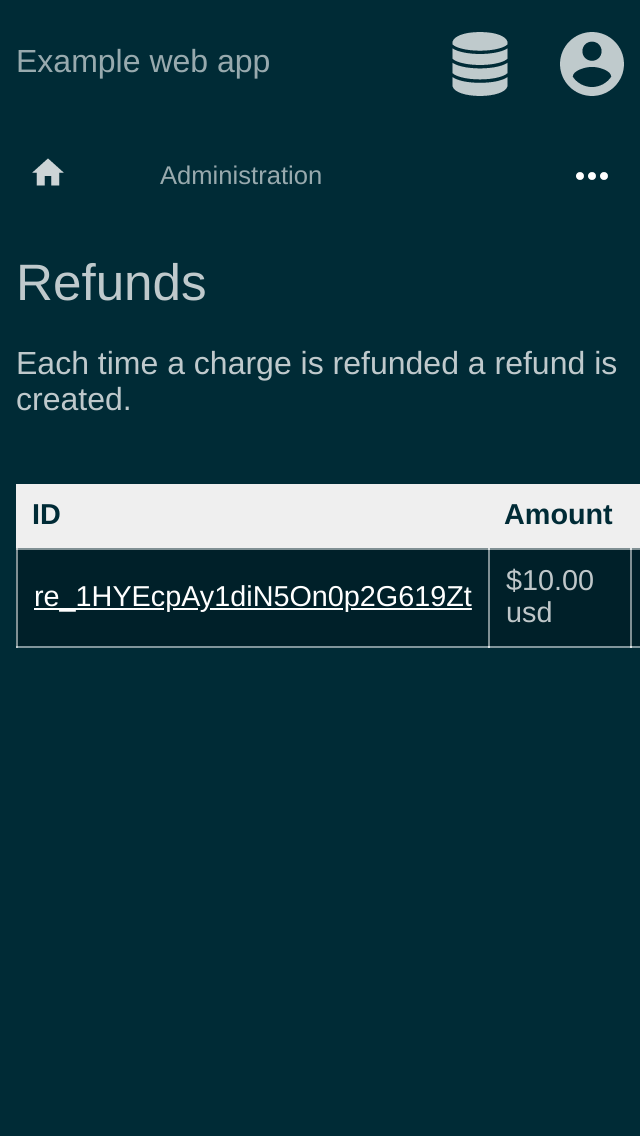 Example web app
Administration
Refunds
Each time a charge is refunded a refund is
created.
ID Amount
re_1HYEcpAy1diN5On0p2G619Zt $10.00
usd